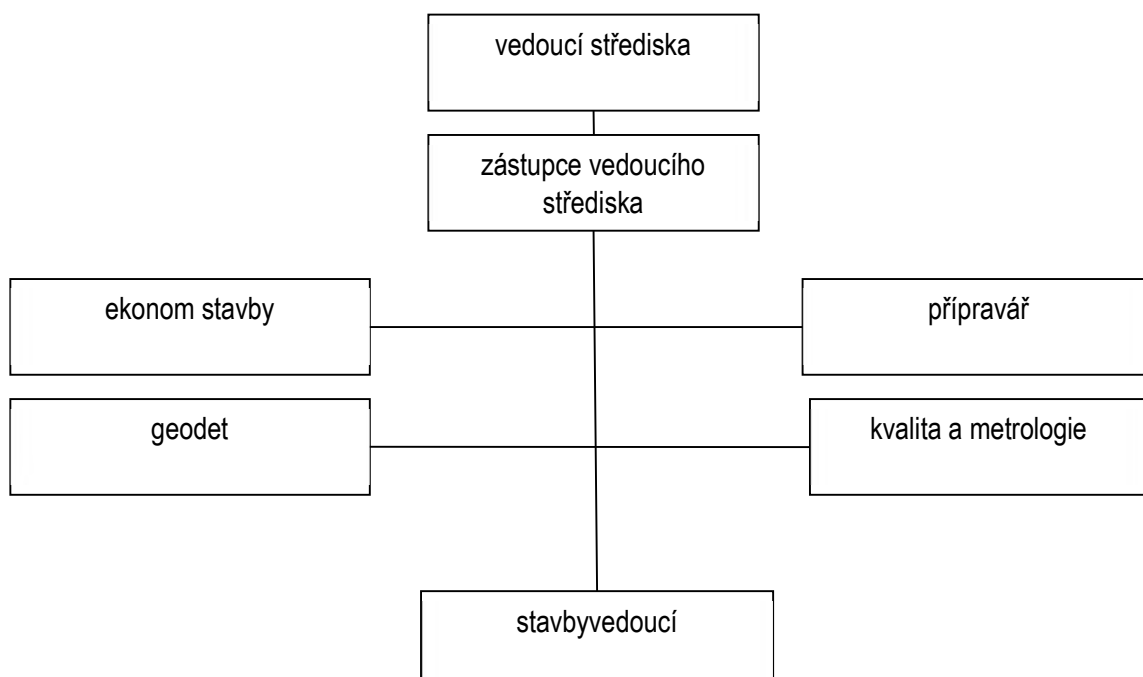 vedoucí střediska
zástupce vedoucího
střediska
ekonom stavby
přípravář
geodet
kvalita a metrologie
stavbyvedoucí